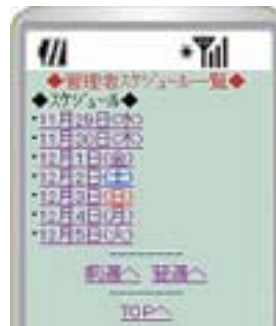 ◆管理者スケジュール一覧◆
◆スケジュール◆
・11月29日(水)
・11月30日(木)
・12月1日(金)
・12月2日(土)
・12月3日(日)
・12月4日(月)
・12月5日(火)
前週へ 翌週へ
TOPへ